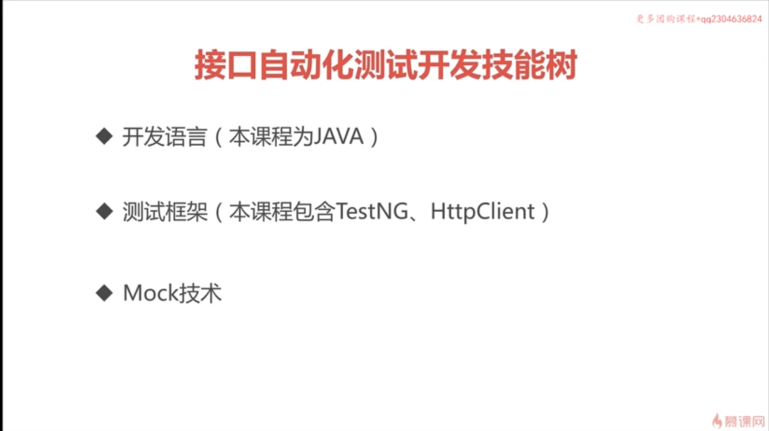 更多团购课程+qq2304636824
接口自动化测试开发技能树
◆ 开发语言（本课程为JAVA）
◆ 测试框架（本课程包含TestNG、HttpClient）
◆ Mock技术
慕课网